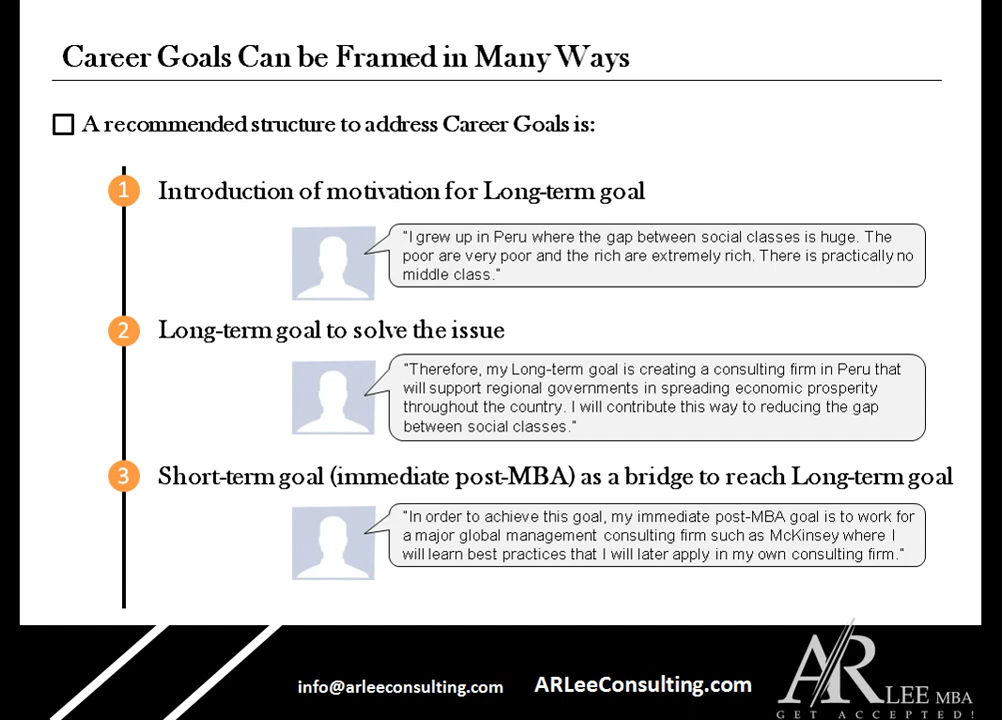 Career Goals Can be Framed in Many Ways
A recommended structure to address Career Goals is:
1 Introduction of motivation for Long-term goal
"I grew up in Peru where the gap between social classes is huge. The
poor are very poor and the rich are extremely rich. There is practically no
middle class."
2 Long-term goal to solve the issue
"Therefore, my Long-term goal is creating a consulting firm in Peru that
will support regional governments in spreading economic prosperity
throughout the country. I will contribute this way to reducing the gap
between social classes."
3 Short-term goal (immediate post-MBA) as a bridge to reach Long-term goal
"In order to achieve this goal, my immediate post-MBA goal is to work for
a major global management consulting firm such as McKinsey where I
will learn best practices that I will later apply in my own consulting firm."
info@arleeconsulting.com ARLeeConsulting.com
AR LEE MBA
GET ACCEPTED!